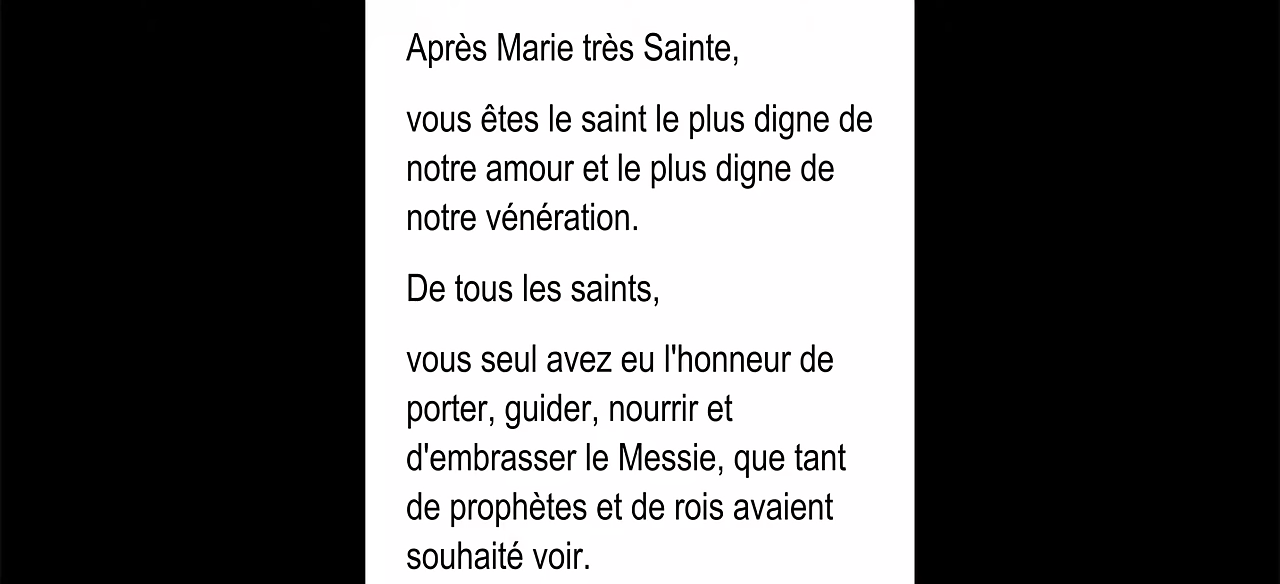 Après Marie très Sainte,
vous êtes le saint le plus digne de
notre amour et le plus digne de
notre vénération.
De tous les saints,
vous seul avez eu l'honneur de
porter, guider, nourrir et
d'embrasser le Messie, que tant
de prophètes et de rois avaient
souhaité voir.